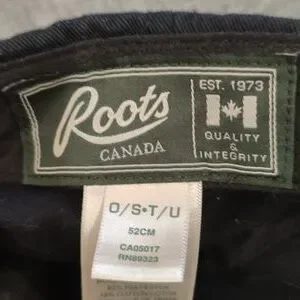 Roots
CANADA
EST. 1973
QUALITY
& INTEGRITY
O/S•T/U
52CM
CA05017
RN89323